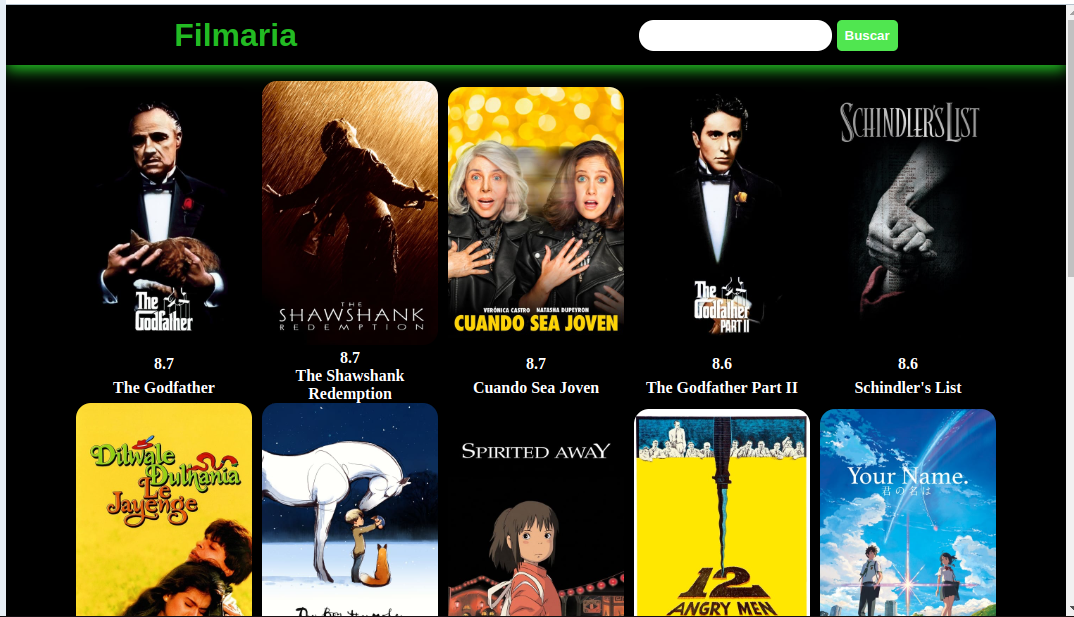 Filmaria
Buscar
The
Godfather
THE
SHAWSHANK
REDEMPTION
VERÓNICA CASTRO NATASHA DUPEYRÓN
CUANDO SEA JOVEN
The
Godfather
PART II
SCHINDLER'S LIST
8.7
The Godfather
8.7
The Shawshank
Redemption
8.7
Cuando Sea Joven
8.6
The Godfather Part II
8.6
Schindler's List
Dilwale
Dulhania
Le
Jayenge
SPIRITED AWAY
12
ANGRY MEN
Your Name.
君の名は